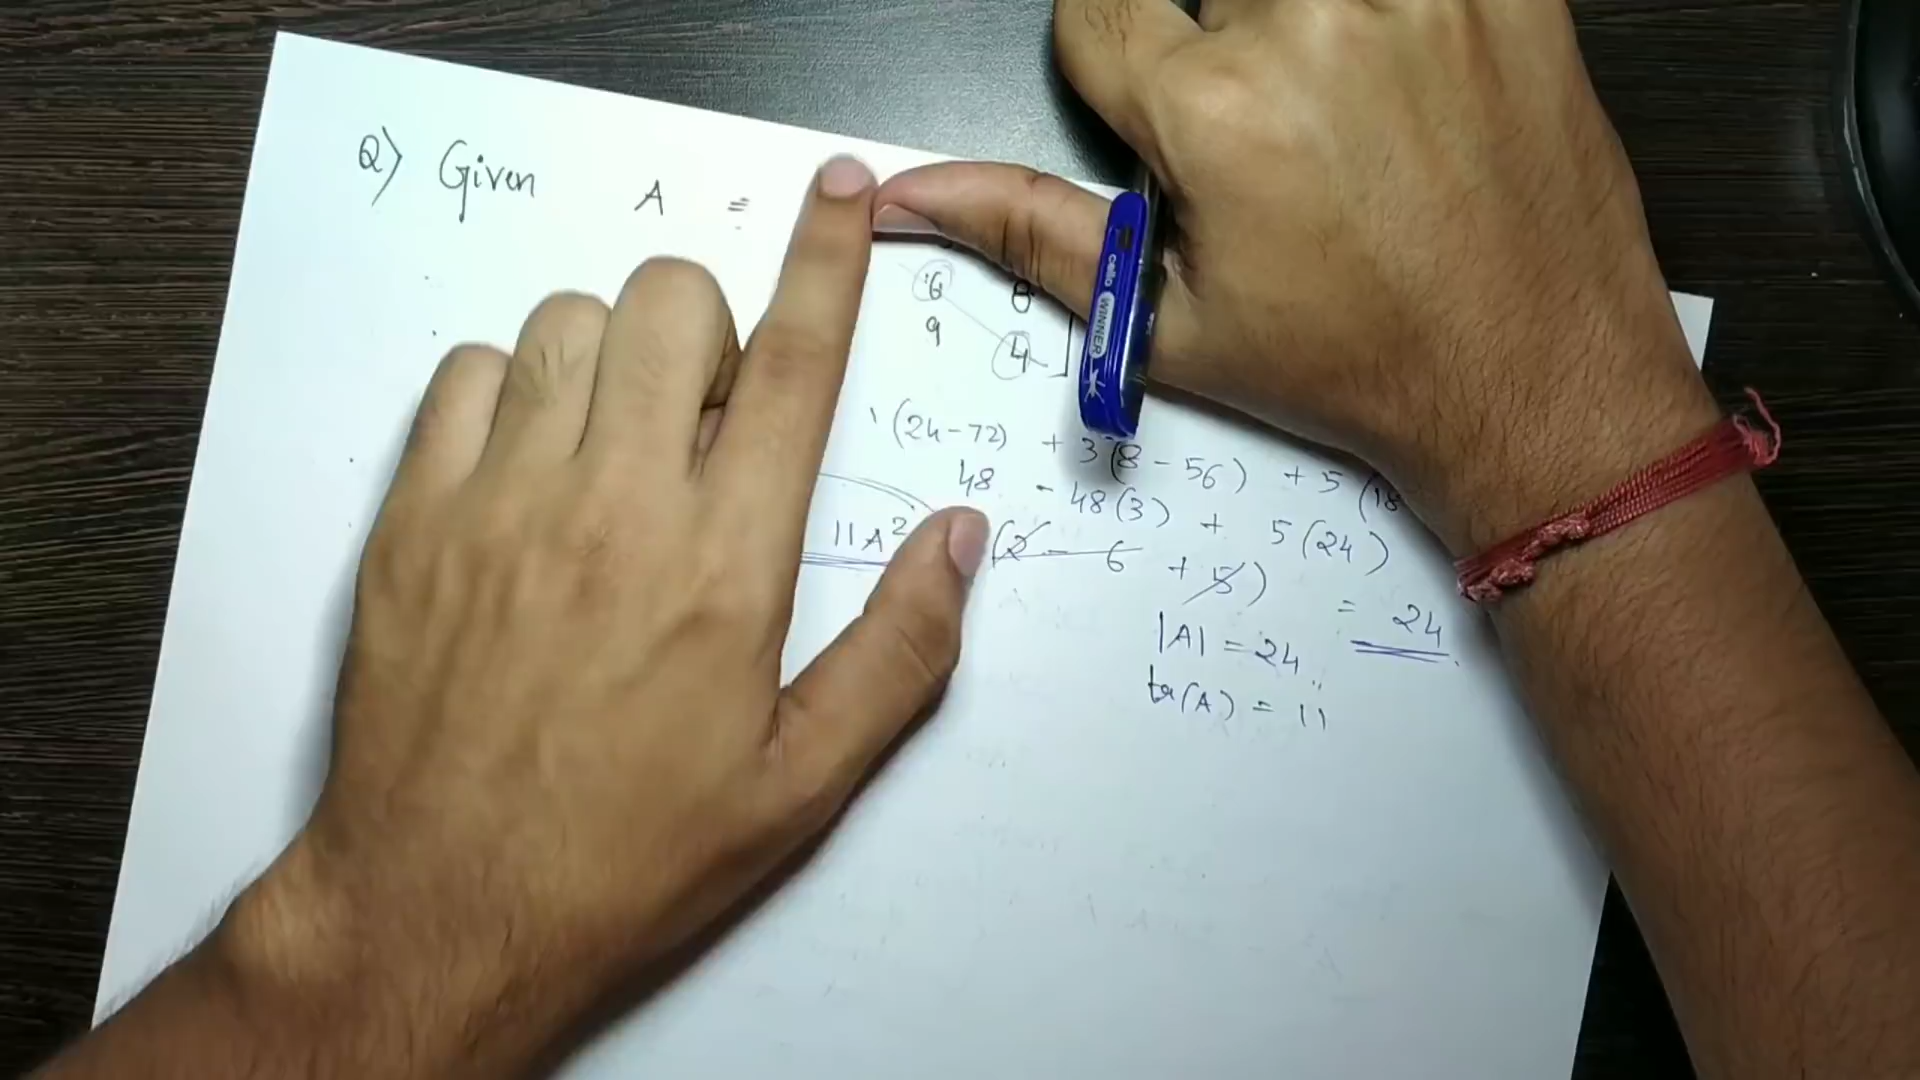 Q) Given A =
6 8
9 4
(24-72) + 3(8-56) + 5(18
48 - 48(3) + 5(24)
11A² (2 - 6 + 5)
= 24
|A| = 24
tr(A) = 11
cello WINNER